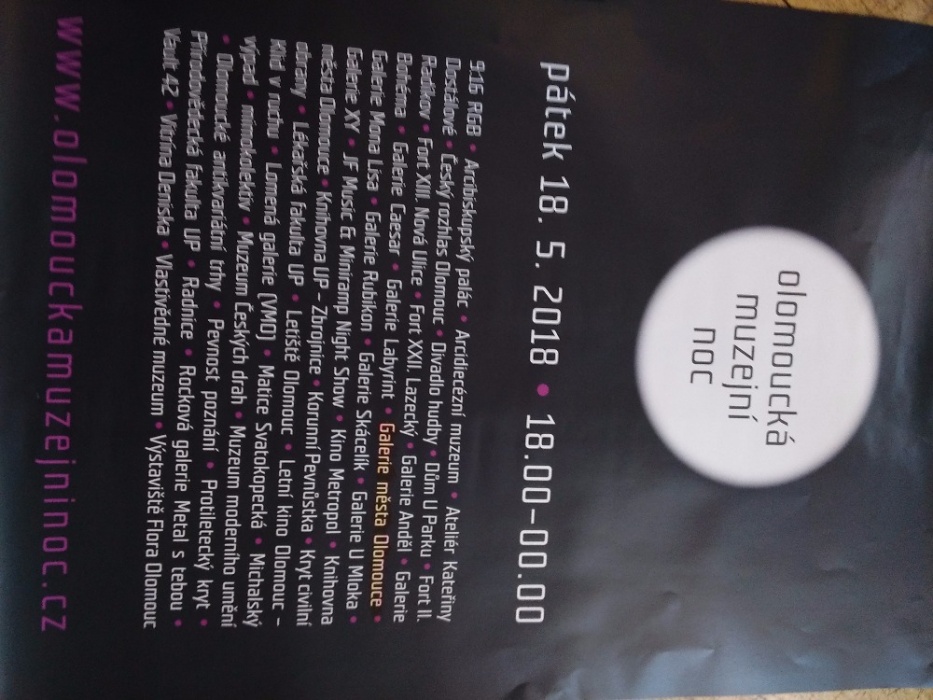 olomoucká
muzejní
noc
pátek 18. 5. 2018 • 18.00–00.00
9:16 RGB • Arcibiskupský palác • Arcidiecézní muzeum • Ateliér Kateřiny
Dostálové • Český rozhlas Olomouc • Divadlo hudby • Dům U Parku • Fort II.
Radíkov • Fort XIII. Nová Ulice • Fort XXII. Lazecký • Galerie Anděl • Galerie
Bohéma • Galerie Caesar • Galerie Labyrint • Galerie města Olomouce •
Galerie Mona Lisa • Galerie Rubikon • Galerie Skácelík • Galerie U Mloka •
Galerie XY • JF Music & Miniramp Night Show • Kino Metropol • Knihovna
města Olomouce • Knihovna UP – Zbrojnice • Korunní Pevnůstka • Kryt civilní
obrany • Lékařská fakulta UP • Letiště Olomouc • Letní kino Olomouc –
Klid v ruchu • Lomená galerie (VMO) • Matice Svatokopecká • Michalský
výpad • mimokolektiv • Muzeum Českých drah • Muzeum moderního umění
• Olomoucké antikvariátní trhy • Pevnost poznání • Protiletecký kryt •
Přírodovědecká fakulta UP • Radnice • Rocková galerie Metal s tebou •
Vault 42 • Vitrína Deniska • Vlastivědné muzeum • Výstaviště Flora Olomouc
www.olomouckamuzejninoc.cz